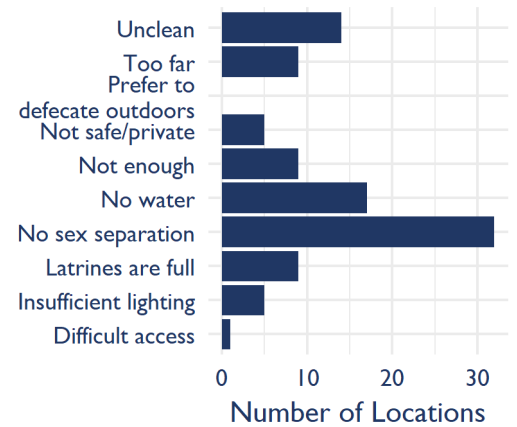 Unclean
Too far
Prefer to
defecate outdoors
Not safe/private
Not enough
No water
No sex separation
Latrines are full
Insufficient lighting
Difficult access
0 10 20 30
Number of Locations